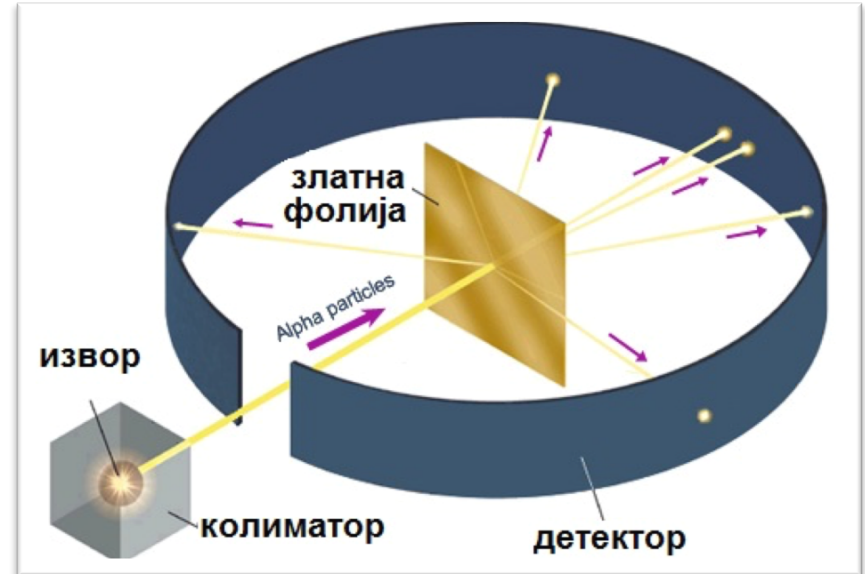 златна
фолија
Alpha particles
извор
колиматор
детектор